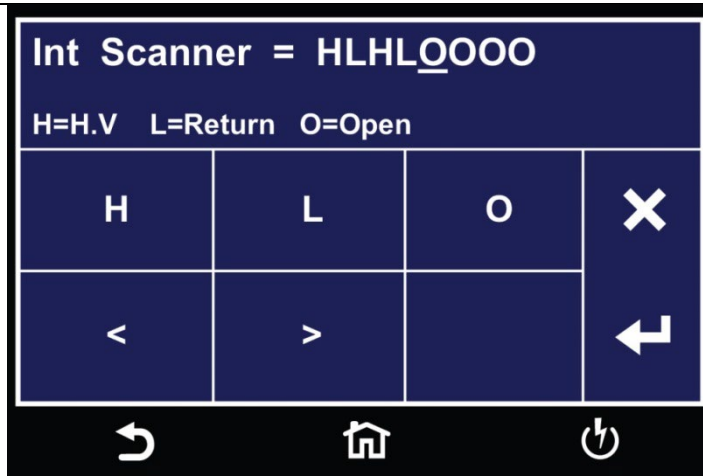 Int Scanner = HLHLOOOO
H=H.V L=Return O=Open
H L O
< >